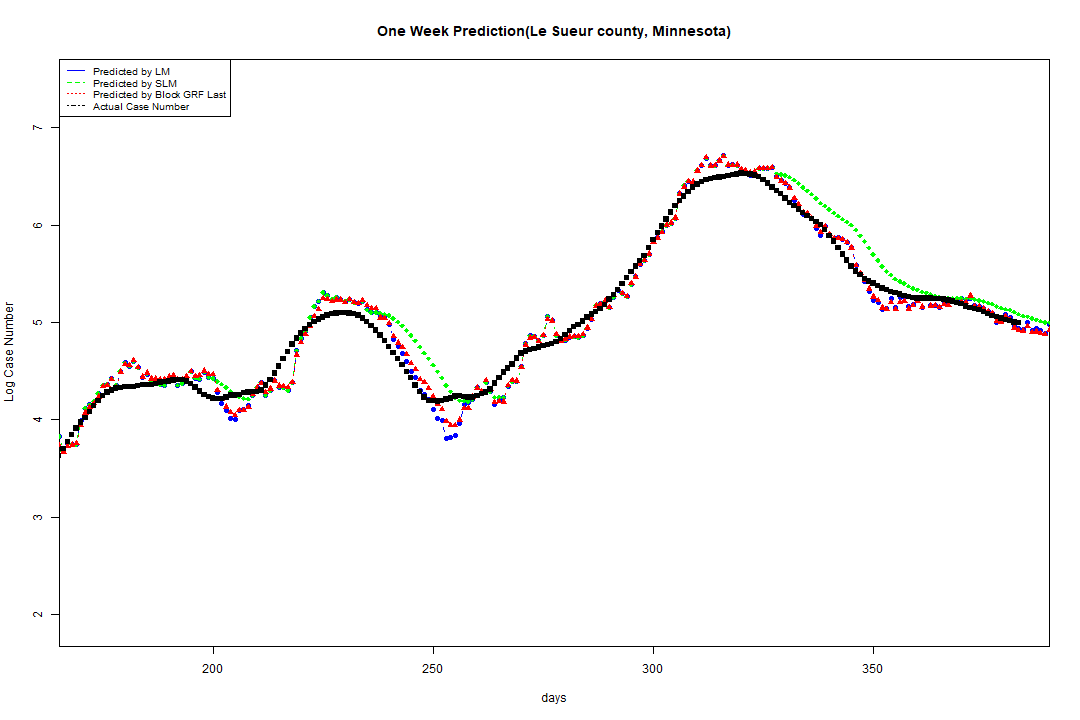 One Week Prediction(Le Sueur county, Minnesota)
Predicted by LM
Predicted by SLM
Predicted by Block GRF Last
Actual Case Number
Log Case Number
7
6
5
4
3
2
200 250 300 350
days